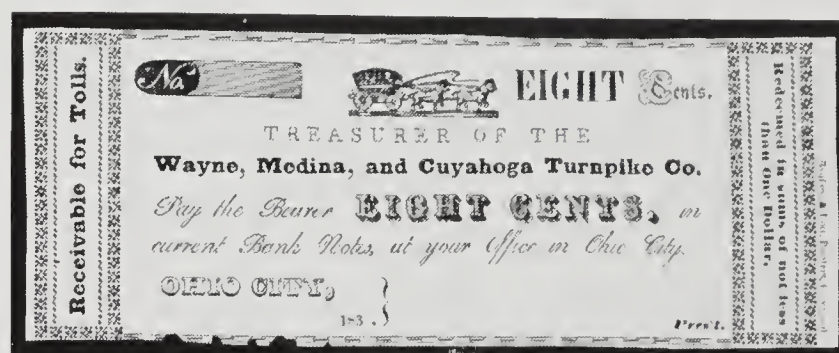 Receivable for Tolls.
No.
EIGHT Cents.
TREASURER OF THE
Wayne, Medina, and Cuyahoga Turnpike Co.
Pay the Bearer EIGHT CENTS, in
current Bank Notes, at your Office in Ohio City.
OHIO CITY,
183 .
Pres't.
Redeemed in sums of not less
than One Dollar.